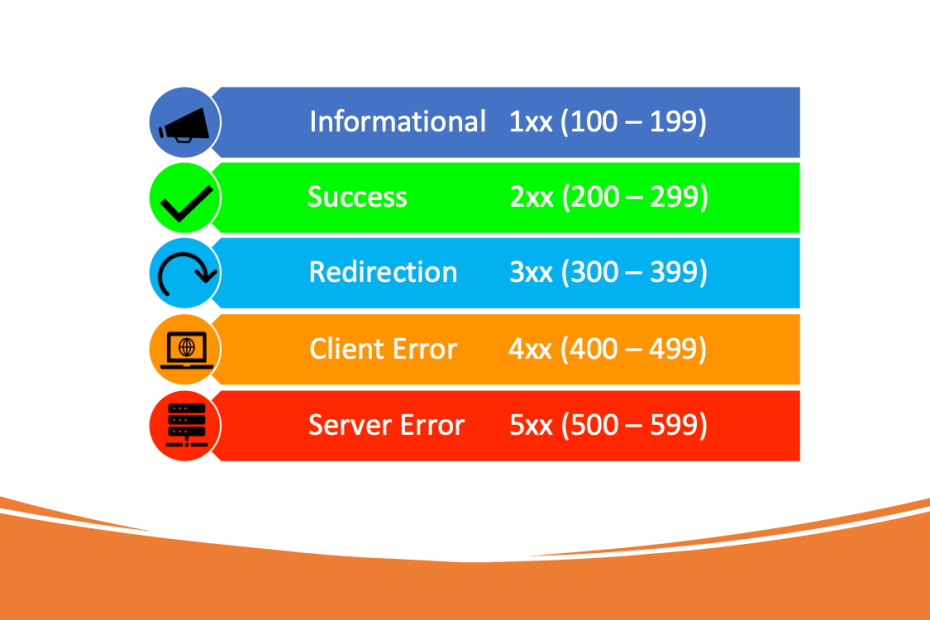 Informational 1xx (100 – 199)
Success 2xx (200 – 299)
Redirection 3xx (300 – 399)
Client Error 4xx (400 – 499)
Server Error 5xx (500 – 599)